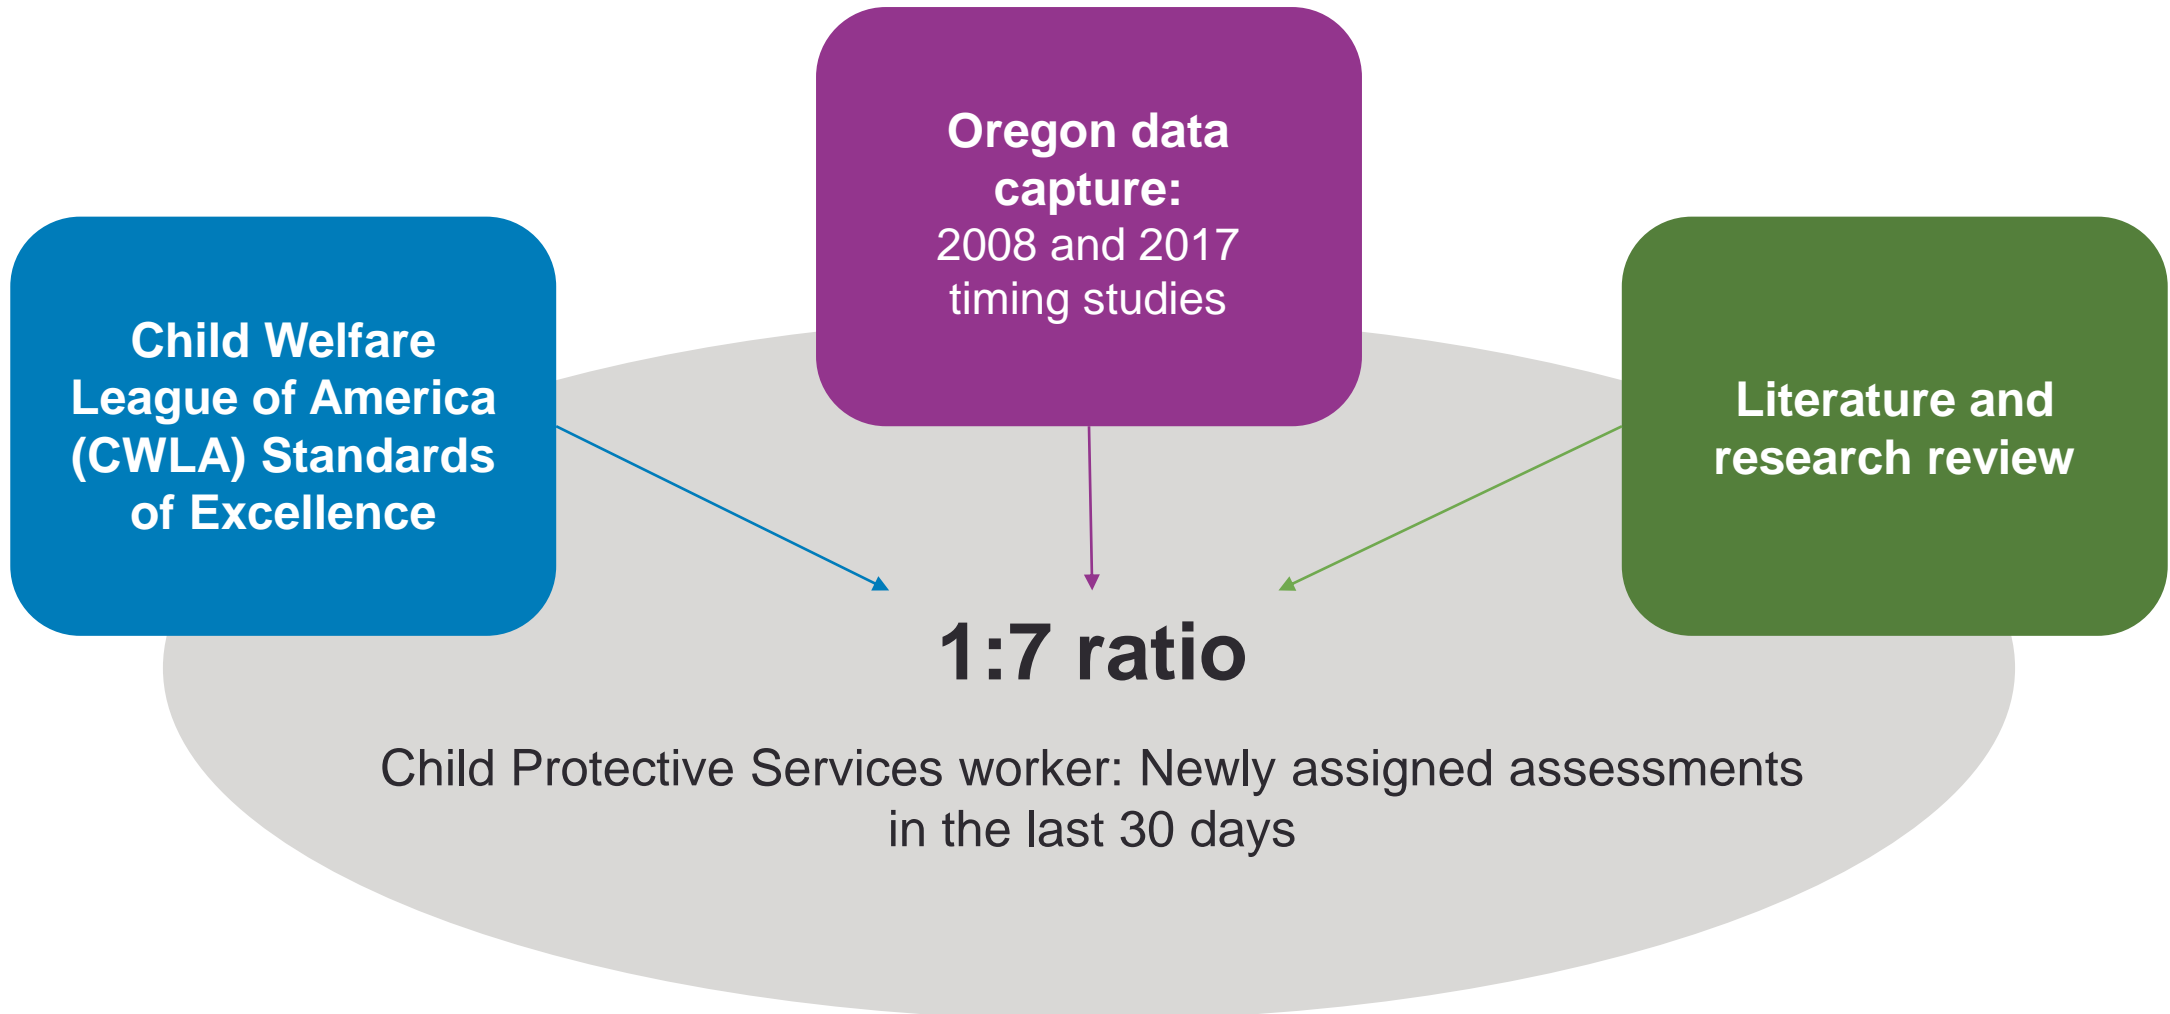 Child Welfare
League of America
(CWLA) Standards
of Excellence
Oregon data
capture:
2008 and 2017
timing studies
Literature and
research review
1:7 ratio
Child Protective Services worker: Newly assigned assessments
in the last 30 days